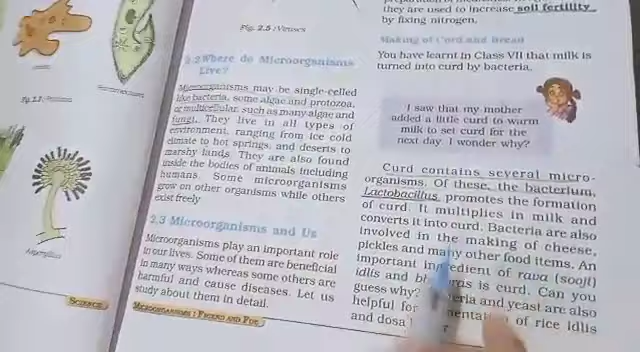 they are used to increase soil fertility
by fixing nitrogen.
Fig. 2.5 : Viruses
Making of Curd and Bread
You have learnt in Class VII that milk is
turned into curd by bacteria.
I saw that my mother
added a little curd to warm
milk to set curd for the
next day. I wonder why?
Curd contains several micro-
organisms. Of these, the bacterium,
Lactobacillus promotes the formation
of curd. It multiplies in milk and
converts it into curd. Bacteria are also
involved in the making of cheese,
pickles and many other food items. An
important ingredient of rava (sooji)
idlis and is curd. Can you
guess why? and yeast are also
helpful for of rice idlis
and dosa
2.2 Where do Microorganisms
Live?
Microorganisms may be single-celled
like bacteria, some algae and protozoa,
or multicellular, such as many algae and
fungi. They live in all types of
environment, ranging from ice cold
climate to hot springs, and deserts to
marshy lands. They are also found
inside the bodies of animals including
humans. Some microorganisms
grow on other organisms while others
exist freely
2.3 Microorganisms and Us
Microorganisms play an important role
in our lives. Some of them are beneficial
in many ways whereas some others are
harmful and cause diseases. Let us
study about them in detail.
Microorganisms : Friend and Foe
Aspergillus
Science